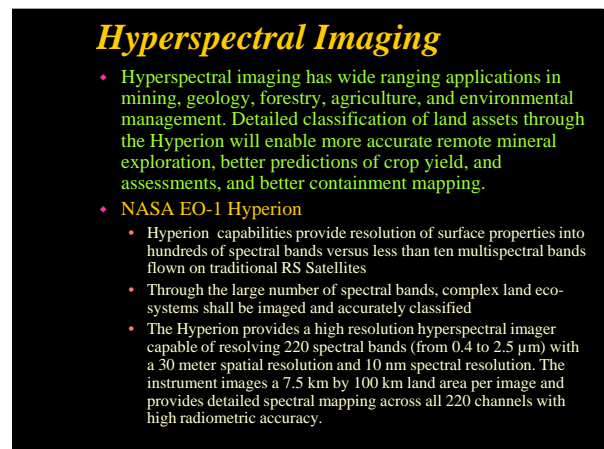 Hyperspectral Imaging
Hyperspectral imaging has wide ranging applications in
mining, geology, forestry, agriculture, and environmental
management. Detailed classification of land assets through
the Hyperion will enable more accurate remote mineral
exploration, better predictions of crop yield, and
assessments, and better containment mapping.
NASA EO-1 Hyperion
Hyperion capabilities provide resolution of surface properties into
hundreds of spectral bands versus less than ten multispectral bands
flown on traditional RS Satellites
Through the large number of spectral bands, complex land eco-
systems shall be imaged and accurately classified
The Hyperion provides a high resolution hyperspectral imager
capable of resolving 220 spectral bands (from 0.4 to 2.5 µm) with
a 30 meter spatial resolution and 10 nm spectral resolution. The
instrument images a 7.5 km by 100 km land area per image and
provides detailed spectral mapping across all 220 channels with
high radiometric accuracy.